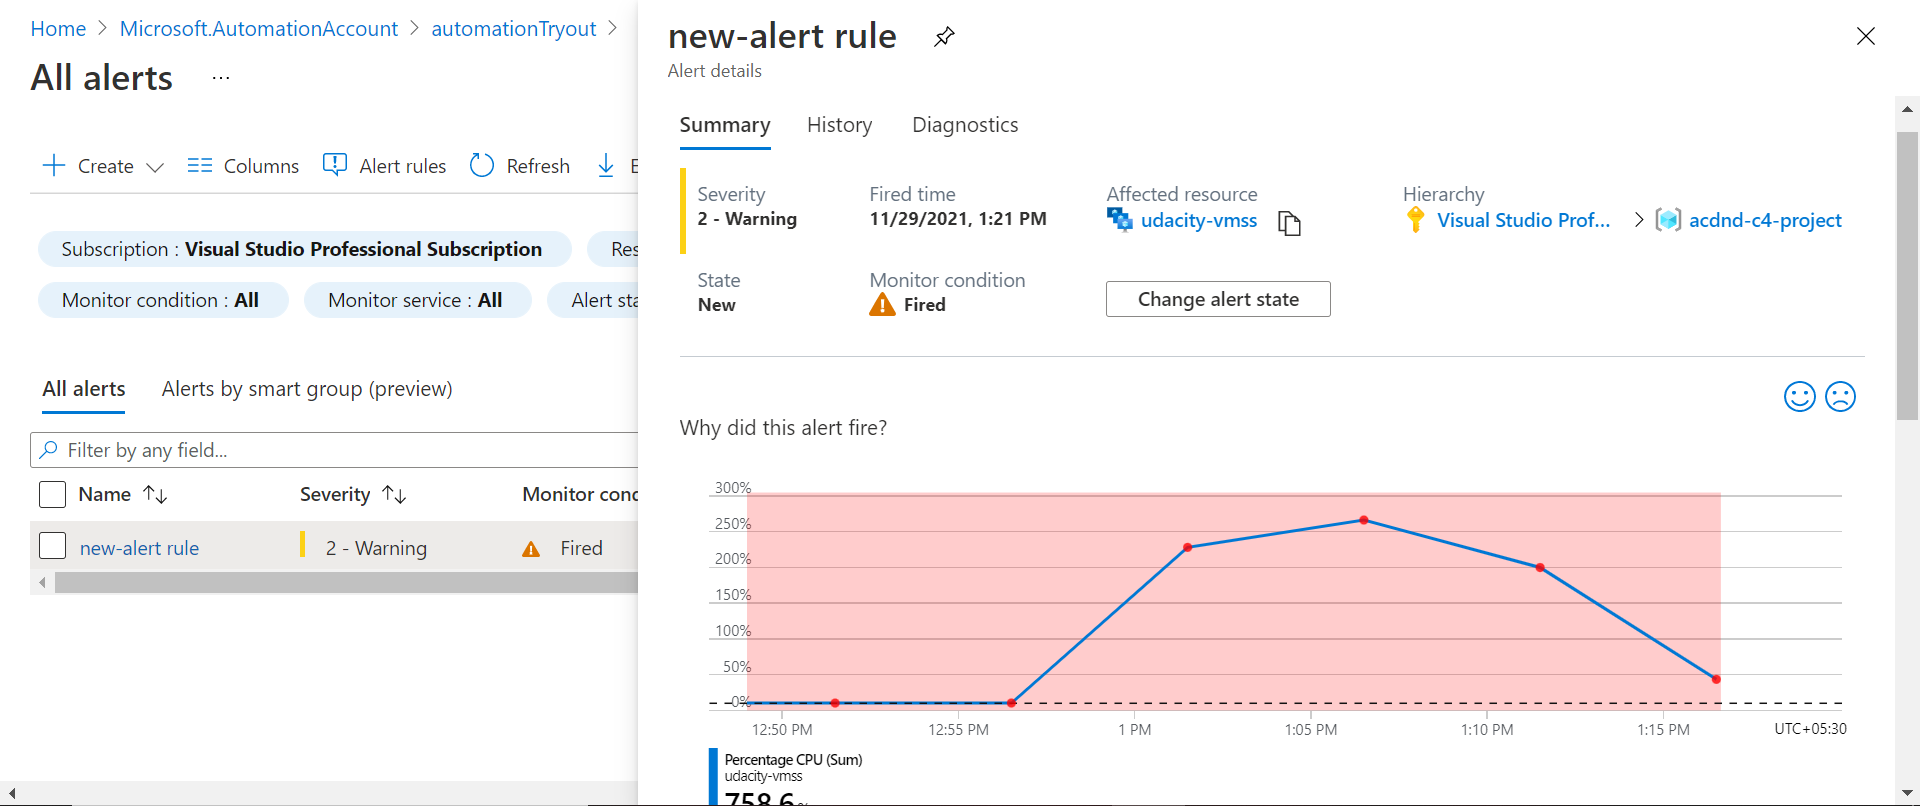 Home > Microsoft.AutomationAccount > automationTryout >
All alerts ...
Create Columns Alert rules Refresh
Subscription : Visual Studio Professional Subscription
Monitor condition : All Monitor service : All Alert
All alerts Alerts by smart group (preview)
Filter by any field...
Name Severity Monitor
new-alert rule 2 - Warning Fired
new-alert rule
Alert details
Summary History Diagnostics
Severity Fired time Affected resource Hierarchy
2 - Warning 11/29/2021, 1:21 PM udacity-vmss Visual Studio Prof... > acdnd-c4-project
State Monitor condition
New Fired Change alert state
Why did this alert fire?
300%
250%
200%
150%
100%
50%
0%
12:50 PM 12:55 PM 1 PM 1:05 PM 1:10 PM 1:15 PM UTC+05:30
Percentage CPU (Sum)
udacity-vmss
758.6 %